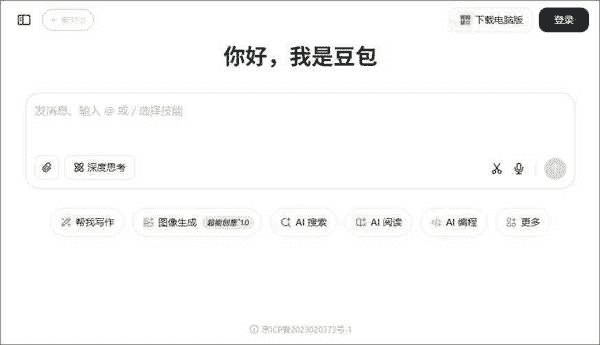 下载电脑版
登录
你好，我是豆包
发消息、输入 @ 或 / 选择技能
深度思考
帮我写作
图像生成
超能创意1.0
AI 搜索
AI 阅读
AI 编程
更多
京ICP备2023020373号-1